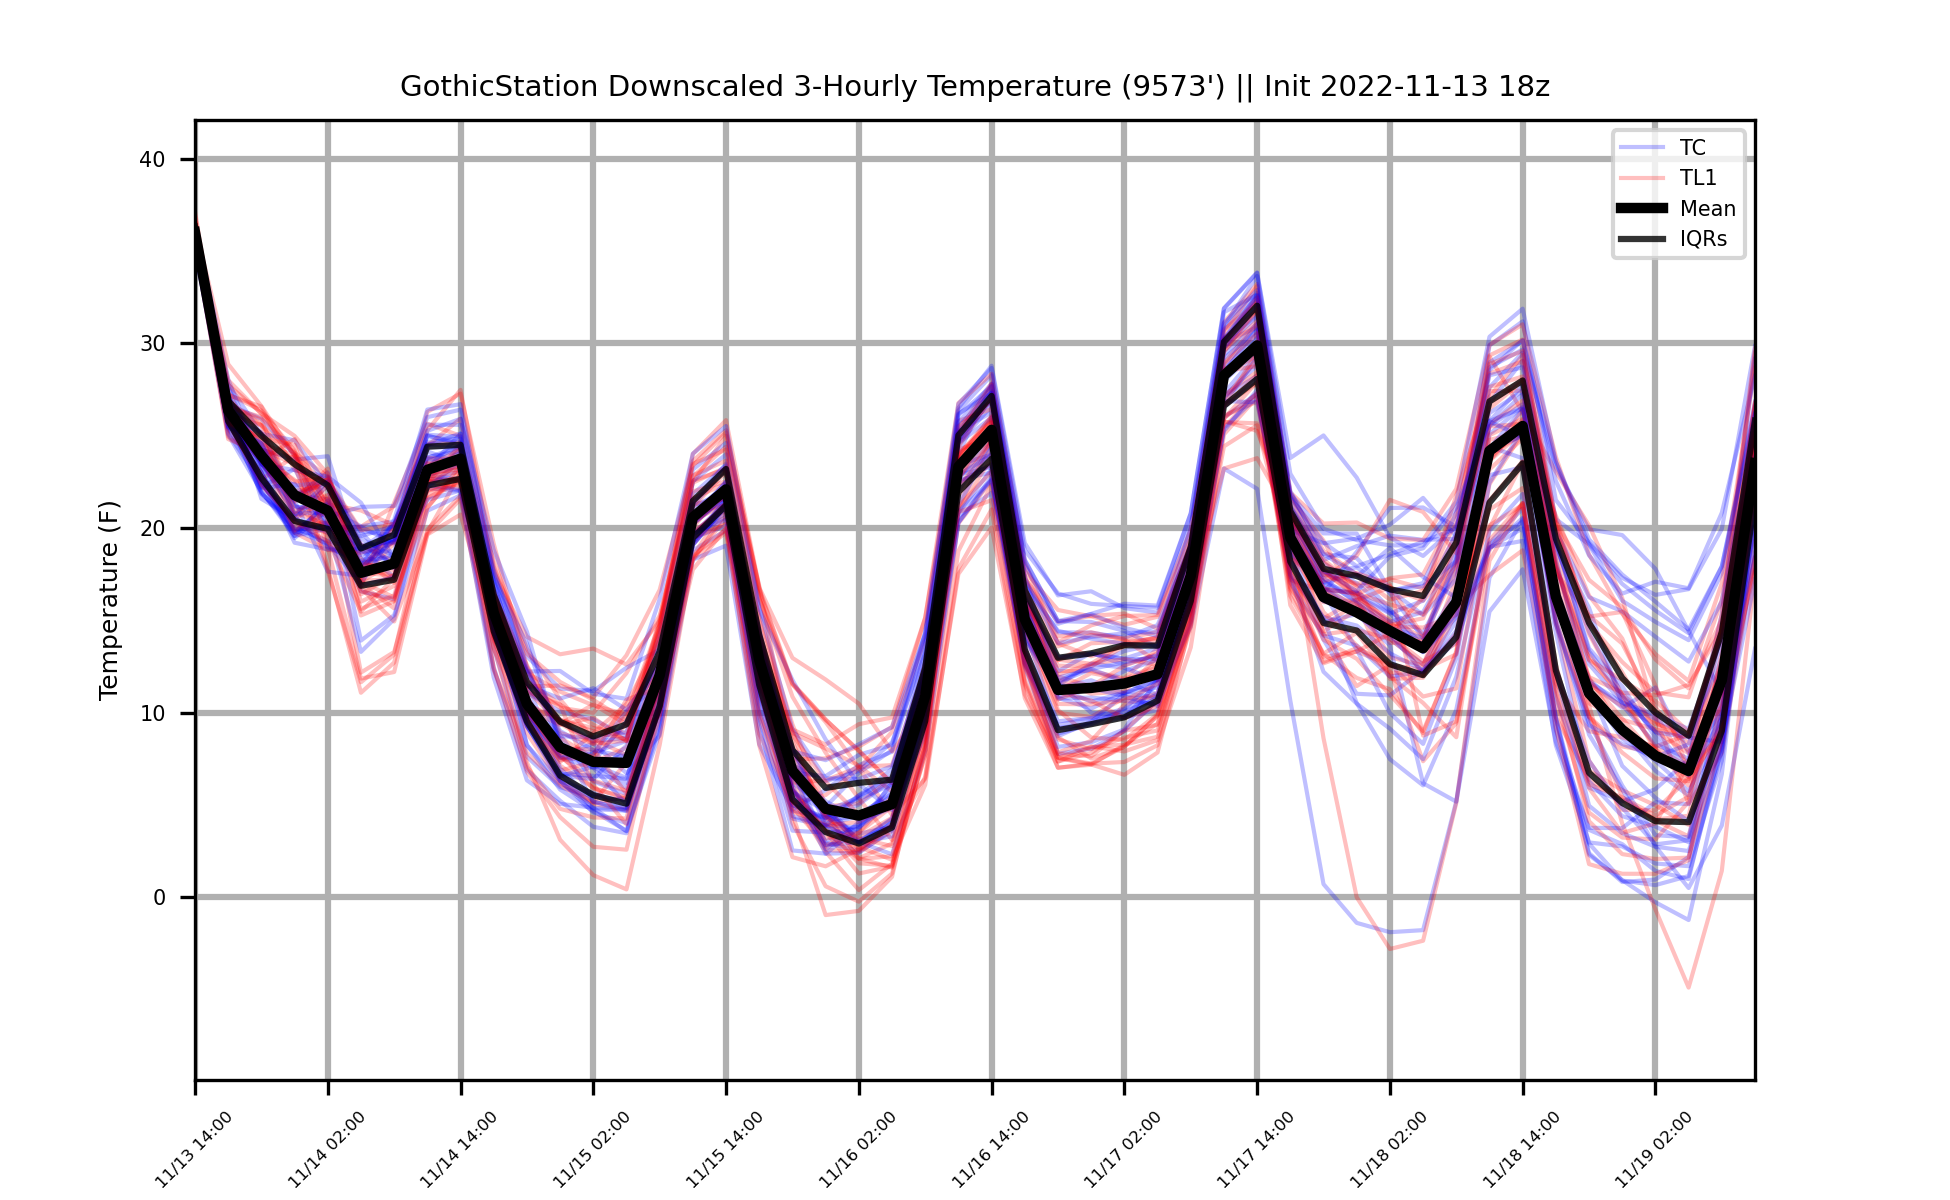 GothicStation Downscaled 3-Hourly Temperature (9573') || Init 2022-11-13 18z
TC
TL1
Mean
IQRs
Temperature (F)
40
30
20
10
0
11/13 14:00
11/14 02:00
11/14 14:00
11/15 02:00
11/15 14:00
11/16 02:00
11/16 14:00
11/17 02:00
11/17 14:00
11/18 02:00
11/18 14:00
11/19 02:00